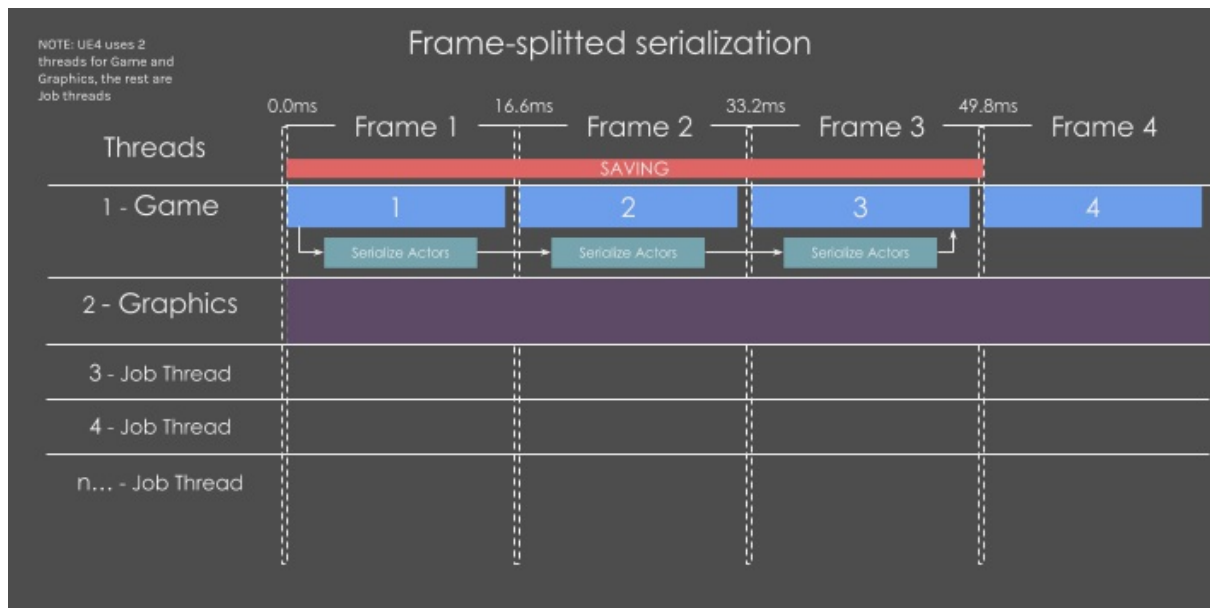 NOTE: UE4 uses 2
threads for Game and
Graphics, the rest are
Job threads
Frame-splitted serialization
0.0ms
16.6ms
33.2ms
49.8ms
Frame 1
Frame 2
Frame 3
Frame 4
Threads
SAVING
1 - Game
1
2
3
4
Serialize Actors
Serialize Actors
Serialize Actors
2 - Graphics
3 - Job Thread
4 - Job Thread
n... - Job Thread